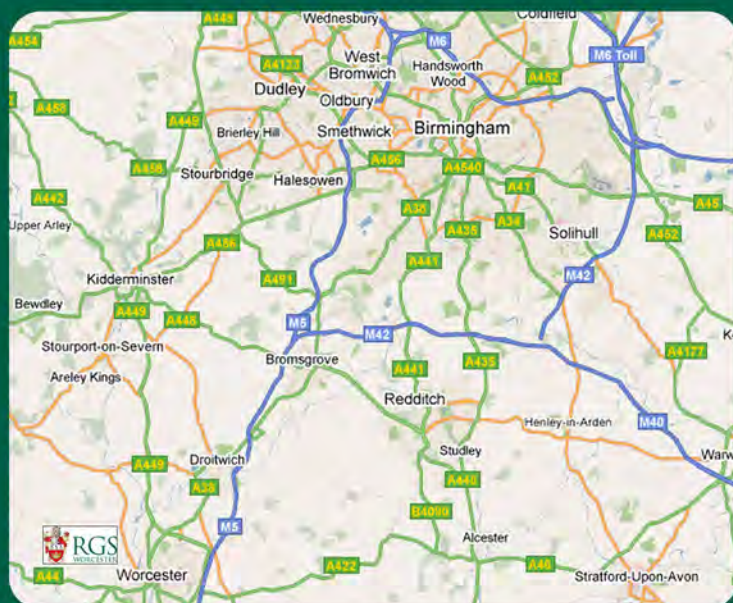 A449
Wednesbury
Coldfield
A454
M6
M6 Toll
West
Bromwich
Handsworth
Wood
A4123
A452
Dudley
Oldbury
A458
A449
Brierley Hill
Smethwick
Birmingham
A458
Stourbridge
Halesowen
A456
A4540
A41
A442
A38
A34
A45
Upper Arley
A435
Solihull
A452
A456
A441
Kidderminster
A491
M42
Bewdley
A449
A448
M5
M42
Stourport-on-Severn
Bromsgrove
A435
A4177
Areley Kings
A441
Redditch
Henley-in-Arden
M40
Studley
Droitwich
A449
A38
A448
M5
B4090
RGS
WORCESTER
Alcester
A44
Worcester
A422
A46
Stratford-Upon-Avon